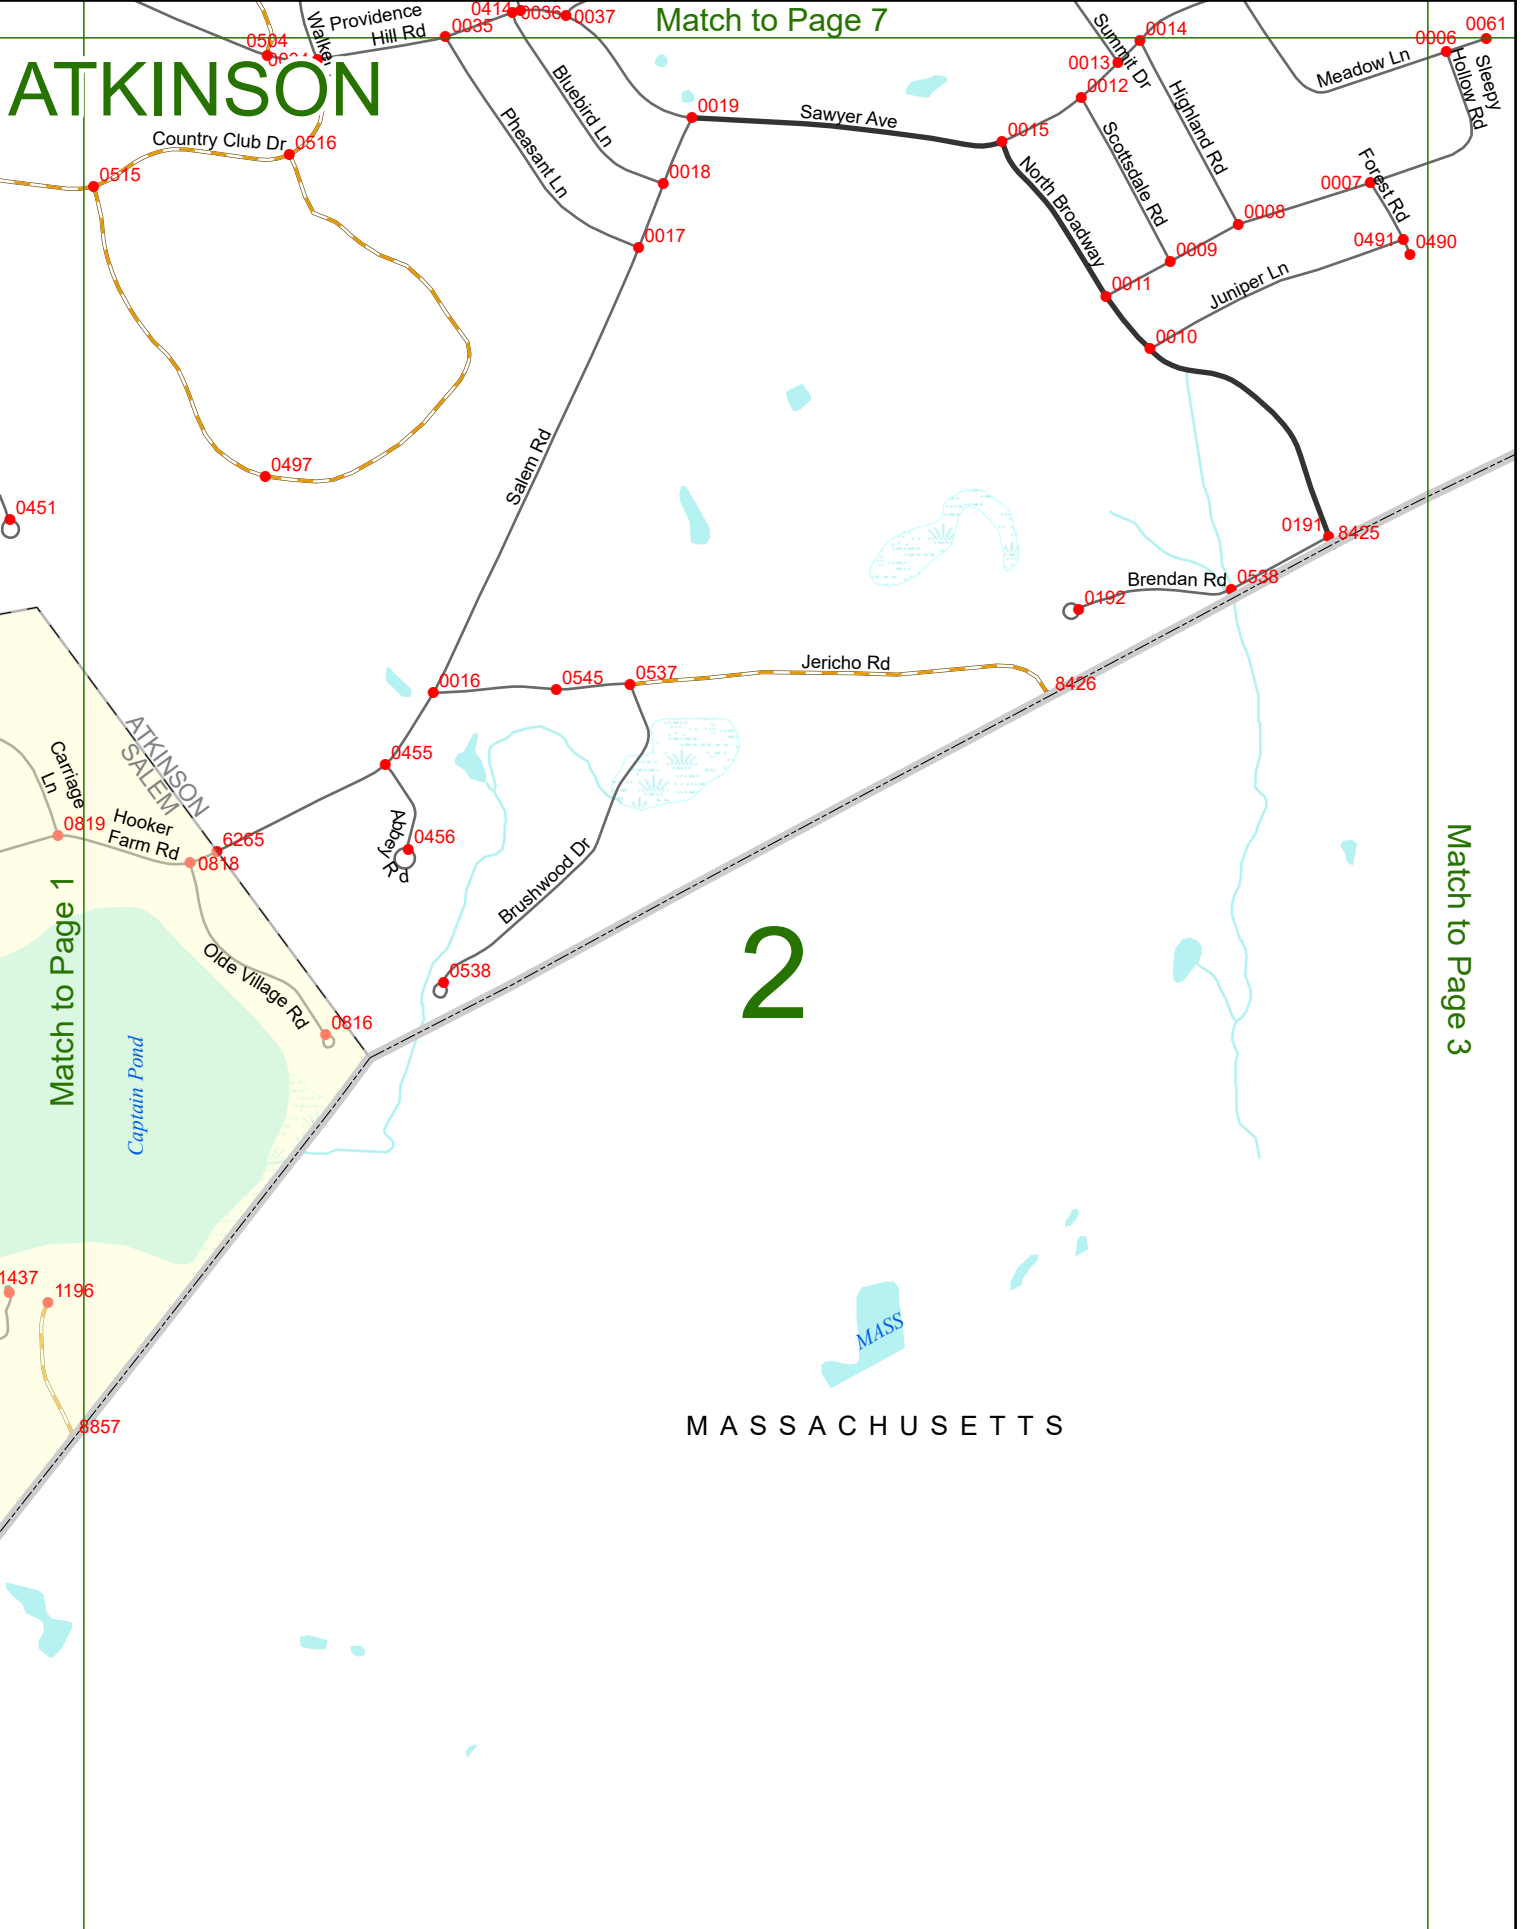 Match to Page 7
ATKINSON
Providence
Hill Rd
0504
0035
0414
0036
0037
0014
0013
0012
0006
0061
Summit Dr
Meadow Ln
Sleepy
Hollow Rd
Bluebird Ln
Pheasant Ln
0019
Sawyer Ave
0015
Highland Rd
Scottsdale Rd
North Broadway
Country Club Dr
0516
0515
0018
0017
Forest Rd
0007
0008
0009
0491
0490
0011
Juniper Ln
0010
0497
0451
Salem Rd
0191
8425
Brendan Rd
0538
0192
0016
0545
0537
Jericho Rd
8426
ATKINSON
SALEM
Carriage
Ln
0455
0819
Hooker
Farm Rd
6265
0818
Abbey Rd
0456
Brushwood Dr
0538
Olde Village Rd
0816
2
Match to Page 1
Match to Page 3
Captain Pond
1437
1196
8857
MASS
MASSACHUSETTS